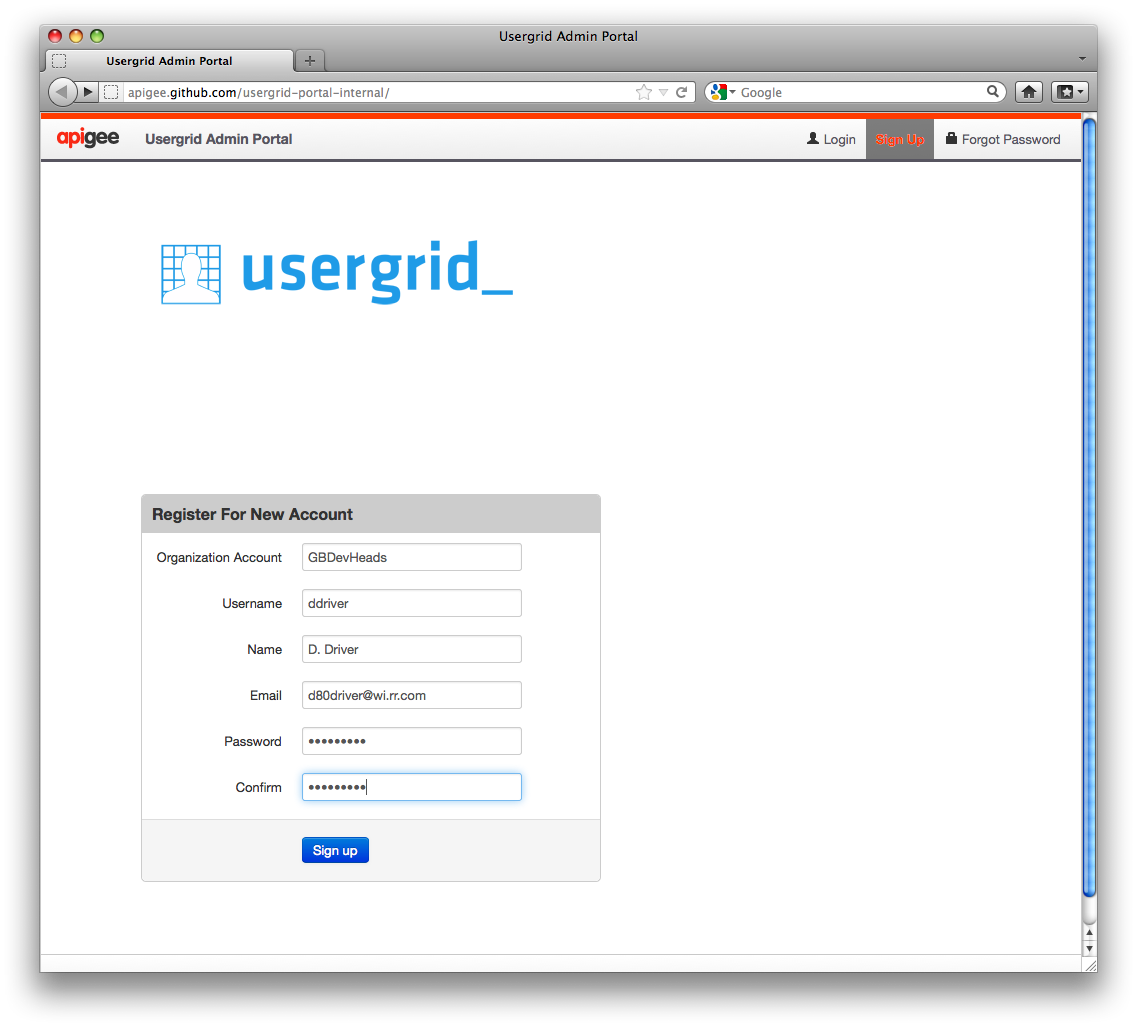 Usergrid Admin Portal
Usergrid Admin Portal
apigee.github.com/usergrid-portal-internal/ Google
apigee Usergrid Admin Portal Login Sign Up Forgot Password
usergrid_
Register For New Account
Organization Account GBDevHeads
Username ddriver
Name D. Driver
Email d80driver@wi.rr.com
Password •••••••••
Confirm •••••••••
Sign up